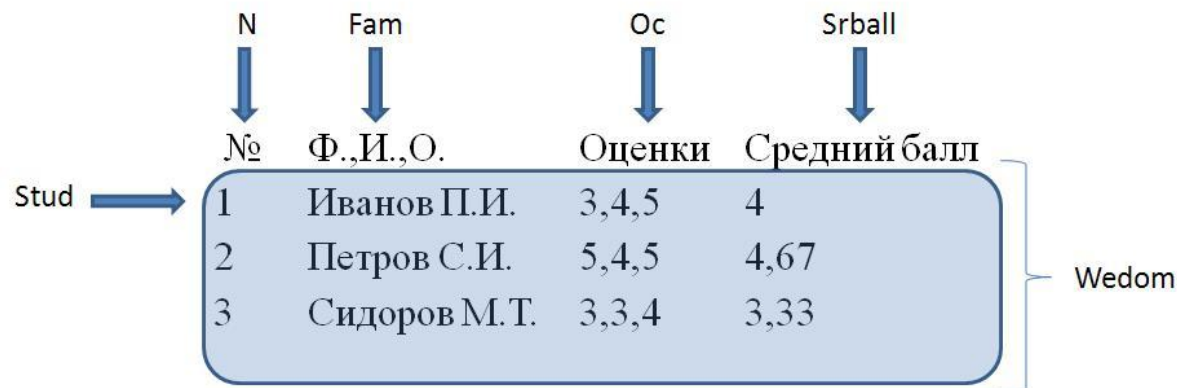 N Fam Oc Srball
№ Ф.,И.,О. Оценки Средний балл
Stud 1 Иванов П.И. 3,4,5 4
2 Петров С.И. 5,4,5 4,67
Wedom
3 Сидоров М.Т. 3,3,4 3,33